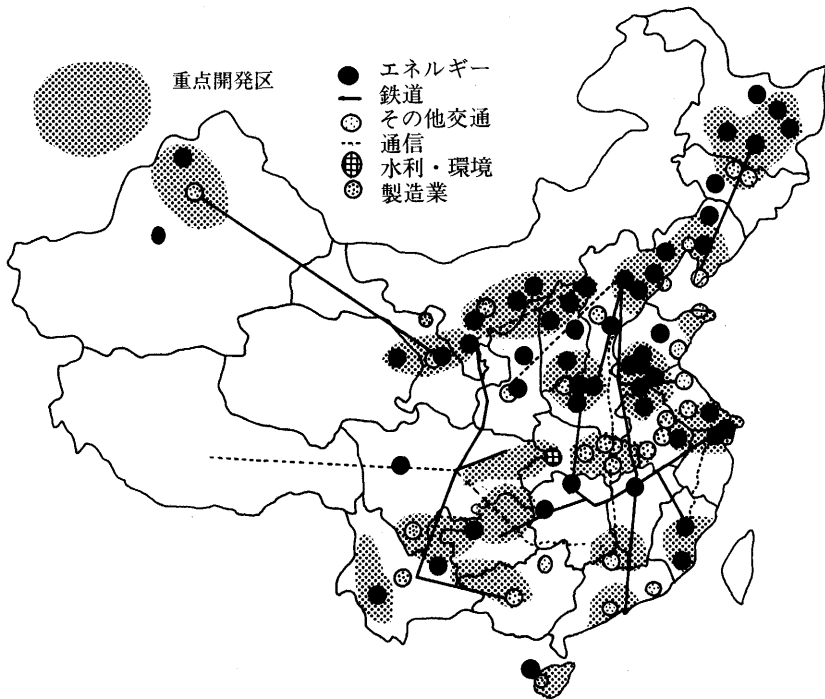 重点開発区
エネルギー
鉄道
その他交通
通信
水利・環境
製造業